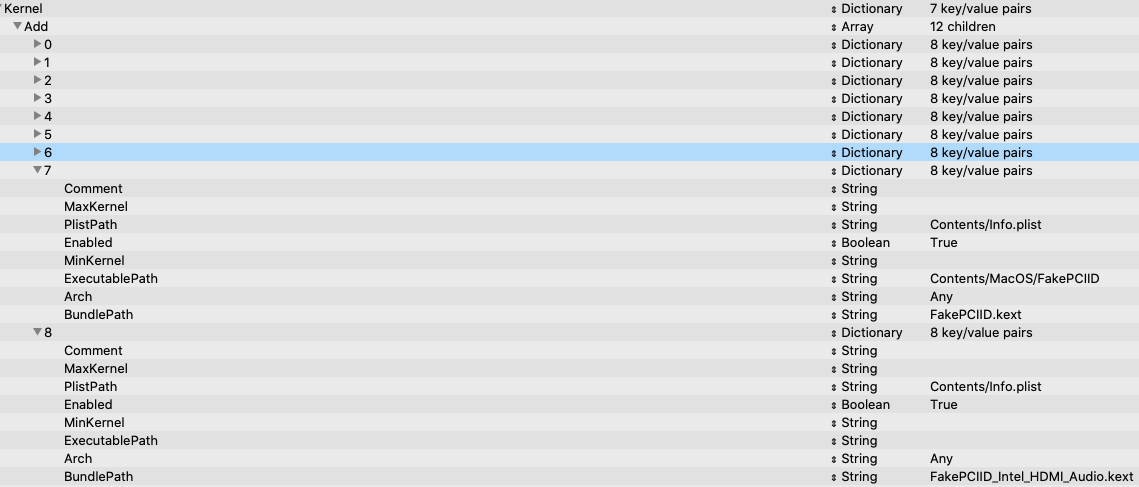 Kernel Dictionary 7 key/value pairs
Add Array 12 children
0 Dictionary 8 key/value pairs
1 Dictionary 8 key/value pairs
2 Dictionary 8 key/value pairs
3 Dictionary 8 key/value pairs
4 Dictionary 8 key/value pairs
5 Dictionary 8 key/value pairs
6 Dictionary 8 key/value pairs
7 Dictionary 8 key/value pairs
Comment String
MaxKernel String
PlistPath String Contents/Info.plist
Enabled Boolean True
MinKernel String
ExecutablePath String Contents/MacOS/FakePCIID
Arch String Any
BundlePath String FakePCIID.kext
8 Dictionary 8 key/value pairs
Comment String
MaxKernel String
PlistPath String Contents/Info.plist
Enabled Boolean True
MinKernel String
ExecutablePath String
Arch String Any
BundlePath String FakePCIID_Intel_HDMI_Audio.kext